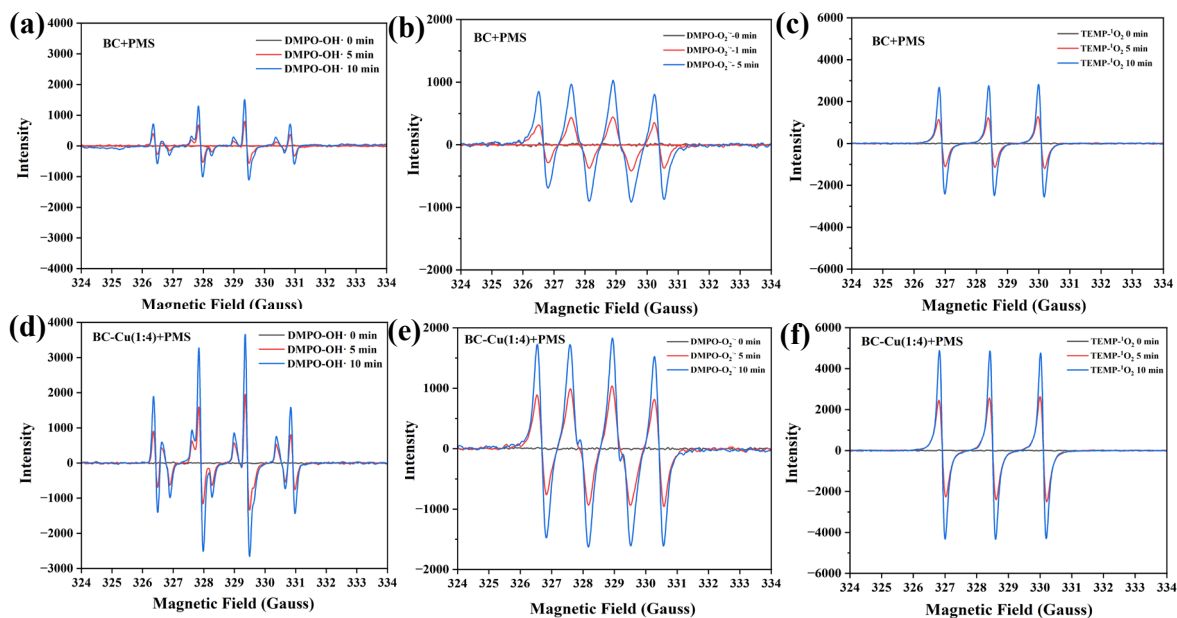 (a)
BC+PMS
DMPO-OH· 0 min
DMPO-OH· 5 min
DMPO-OH· 10 min
4000
3000
2000
1000
0
−1000
−2000
−3000
−4000
Intensity
324 325 326 327 328 329 330 331 332 333 334
Magnetic Field (Gauss)
(b)
BC+PMS
DMPO-O₂·⁻-0 min
DMPO-O₂·⁻-1 min
DMPO-O₂·⁻- 5 min
2000
1000
0
−1000
−2000
Intensity
324 325 326 327 328 329 330 331 332 333 334
Magnetic Field (Gauss)
(c)
BC+PMS
TEMP-¹O₂ 0 min
TEMP-¹O₂ 5 min
TEMP-¹O₂ 10 min
6000
4000
2000
0
−2000
−4000
−6000
Intensity
324 325 326 327 328 329 330 331 332 333 334
Magnetic Field (Gauss)
(d)
BC-Cu(1:4)+PMS
DMPO-OH· 0 min
DMPO-OH· 5 min
DMPO-OH· 10 min
4000
3000
2000
1000
0
−1000
−2000
−3000
Intensity
324 325 326 327 328 329 330 331 332 333 334
Magnetic Field (Gauss)
(e)
BC-Cu(1:4)+PMS
DMPO-O₂·⁻ 0 min
DMPO-O₂·⁻ 5 min
DMPO-O₂·⁻ 10 min
2000
1000
0
−1000
−2000
Intensity
324 325 326 327 328 329 330 331 332 333 334
Magnetic Field (Gauss)
(f)
BC-Cu(1:4)+PMS
TEMP-¹O₂ 0 min
TEMP-¹O₂ 5 min
TEMP-¹O₂ 10 min
6000
4000
2000
0
−2000
−4000
−6000
Intensity
324 325 326 327 328 329 330 331 332 333 334
Magnetic Field (Gauss)